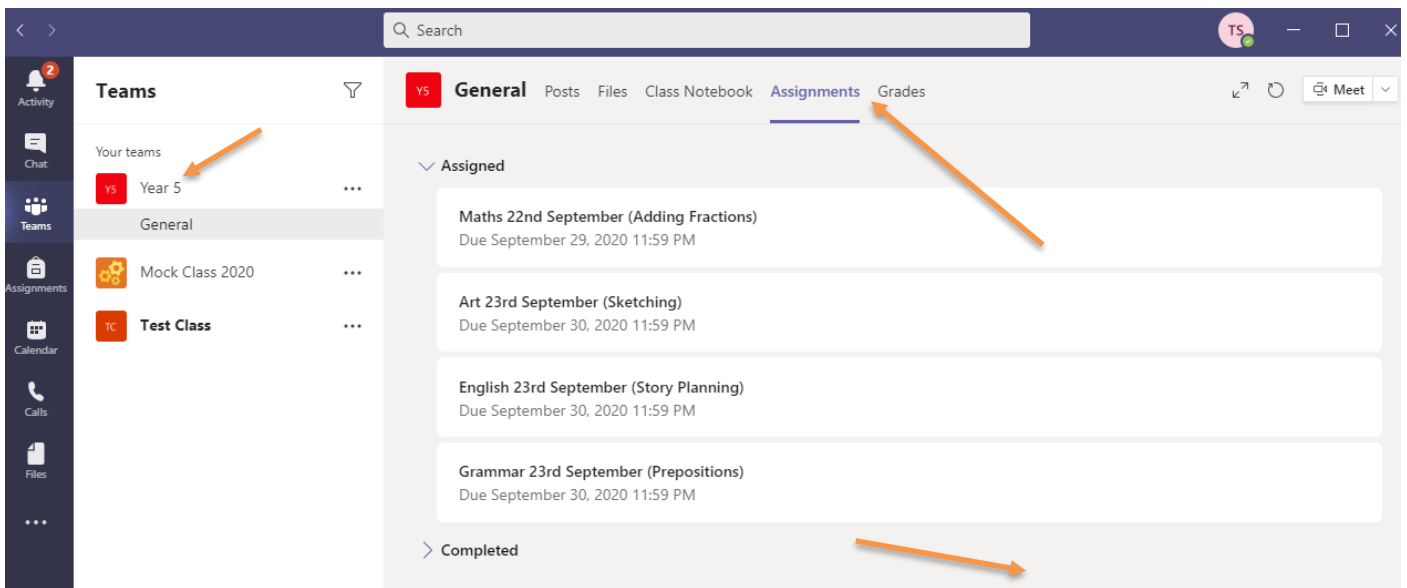 Search
TS
2
Activity
Chat
Teams
Assignments
Calendar
Calls
Files
Teams
Your teams
Y5 Year 5
General
Mock Class 2020
TC Test Class
Y5 General Posts Files Class Notebook Assignments Grades
Meet
Assigned
Maths 22nd September (Adding Fractions)
Due September 29, 2020 11:59 PM
Art 23rd September (Sketching)
Due September 30, 2020 11:59 PM
English 23rd September (Story Planning)
Due September 30, 2020 11:59 PM
Grammar 23rd September (Prepositions)
Due September 30, 2020 11:59 PM
Completed